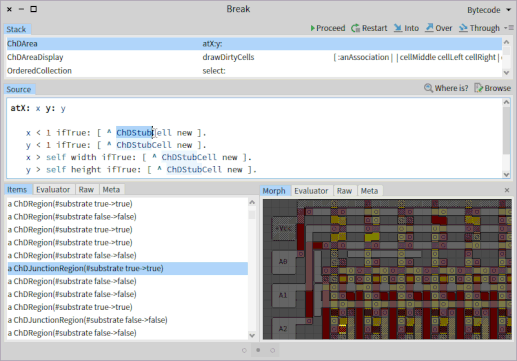 Break
Bytecode
Stack
Proceed Restart Into Over Through
ChDArea atX:y:
ChDAreaDisplay drawDirtyCells [ :anAssociation | | cellMiddle cellLeft cellRight | c
OrderedCollection select:
Source
Where is? Browse
atX: x y: y
x < 1 ifTrue: [ ^ ChDStubCell new ].
y < 1 ifTrue: [ ^ ChDStubCell new ].
x > self width ifTrue: [ ^ ChDStubCell new ].
y > self height ifTrue: [ ^ ChDStubCell new ].
Items Evaluator Raw Meta
a ChDRegion(#substrate true->true)
a ChDRegion(#substrate false->false)
a ChDRegion(#substrate true->true)
a ChDRegion(#substrate true->true)
a ChDRegion(#substrate false->false)
a ChDJunctionRegion(#substrate true->true)
a ChDRegion(#substrate false->false)
a ChDRegion(#substrate false->false)
a ChDRegion(#substrate true->true)
a ChDJunctionRegion(#substrate false->false)
a ChDRegion(#substrate false->false)
Morph Evaluator Raw Meta
+Vcc
A0
A1
A2